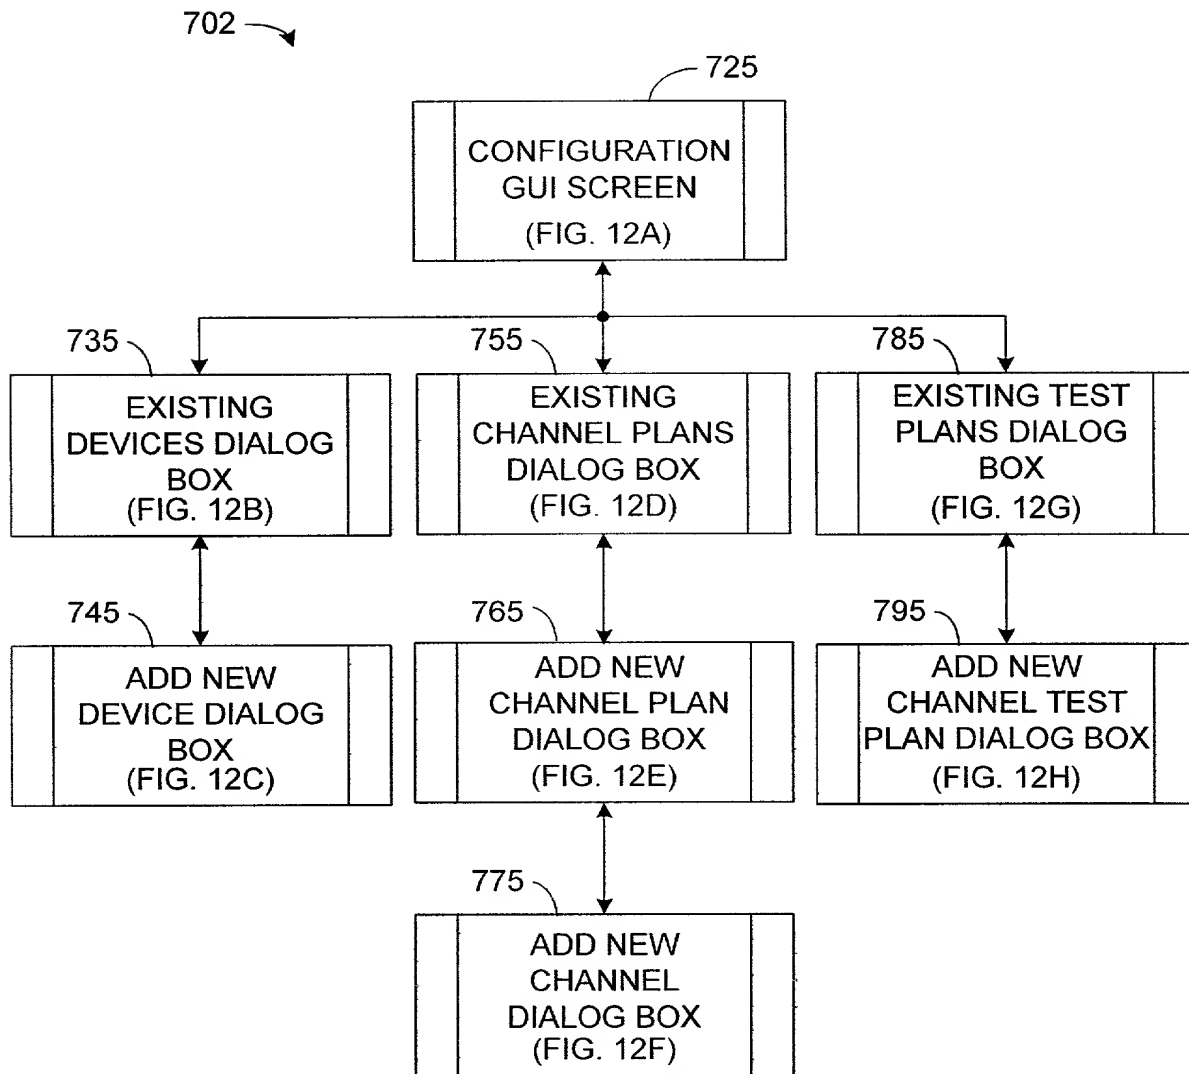 702
725
CONFIGURATION
GUI SCREEN
(FIG. 12A)
735
EXISTING
DEVICES DIALOG
BOX
(FIG. 12B)
755
EXISTING
CHANNEL PLANS
DIALOG BOX
(FIG. 12D)
785
EXISTING TEST
PLANS DIALOG
BOX
(FIG. 12G)
745
ADD NEW
DEVICE DIALOG
BOX
(FIG. 12C)
765
ADD NEW
CHANNEL PLAN
DIALOG BOX
(FIG. 12E)
795
ADD NEW
CHANNEL TEST
PLAN DIALOG BOX
(FIG. 12H)
775
ADD NEW
CHANNEL
DIALOG BOX
(FIG. 12F)